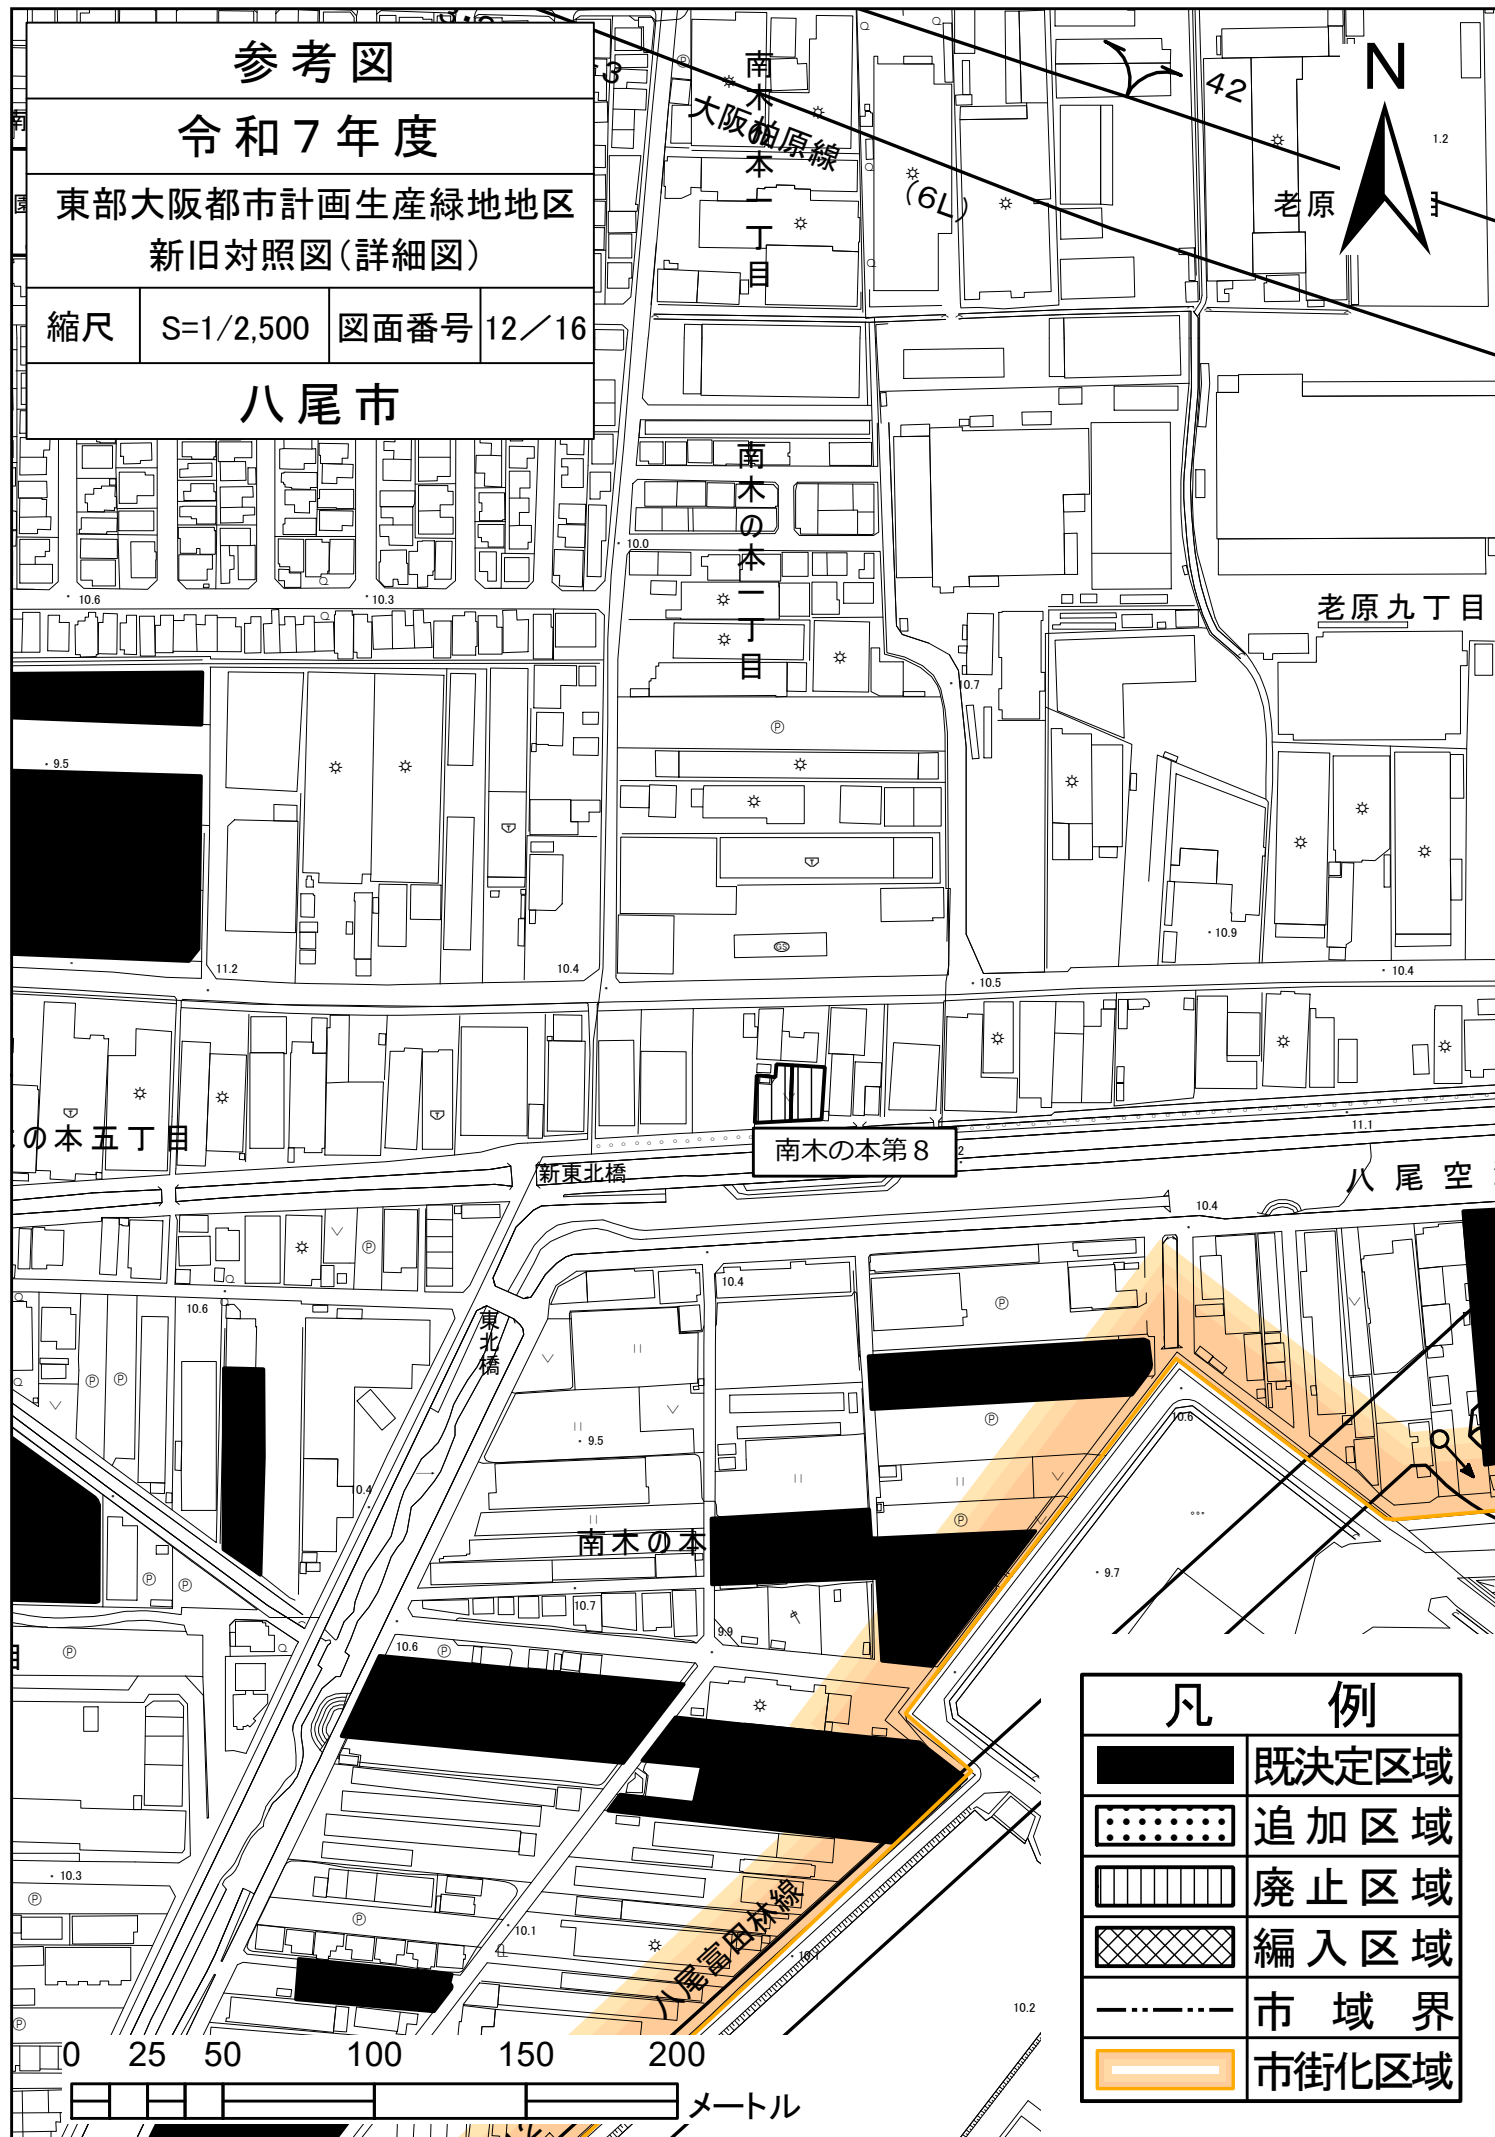 参考図
令和7年度
東部大阪都市計画生産緑地地区
新旧対照図(詳細図)
縮尺 S=1/2,500 図面番号 12／16
八尾市
N
南木の本一丁目
大阪柏原線
(6L)
42
1.2
老原
目
南木の本一丁目
10.0
10.6
10.3
老原九丁目
10.7
9.5
11.2
10.4
10.9
10.4
10.5
の本五丁目
11.1
南木の本第8
新東北橋
八尾空
10.4
10.6
10.4
東北橋
10.6
9.5
10.4
南木の本
9.7
10.7
9.9
10.6
10.3
10.1
八尾富田林線
10.2
凡例
既決定区域
追加区域
廃止区域
編入区域
市域界
市街化区域
0 25 50 100 150 200
メートル